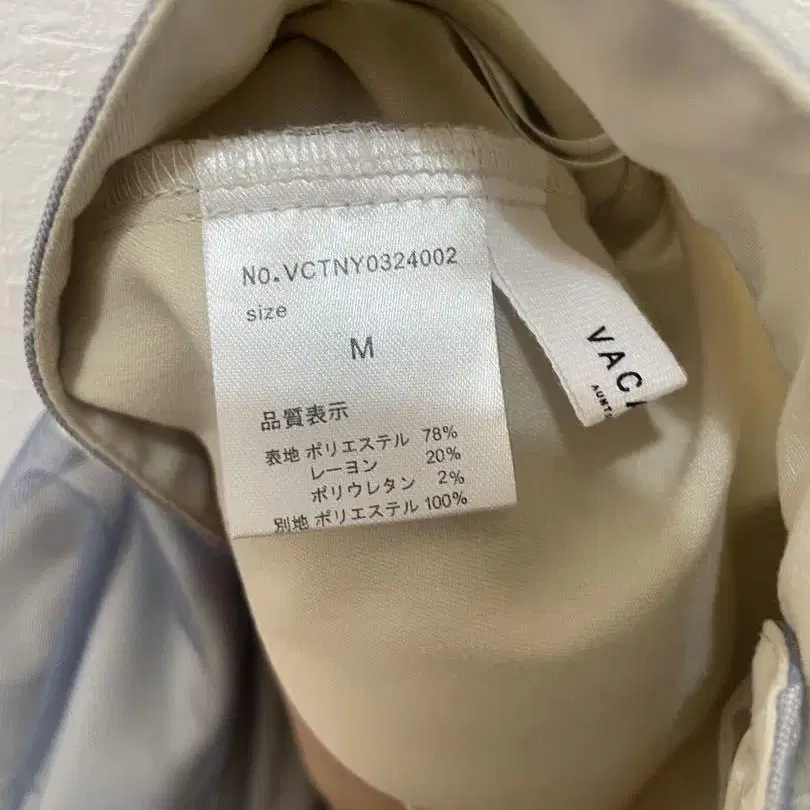 NO.VCTNY0324002
size
M
品質表示
表地 ポリエステル 78%
レーヨン 20%
ポリウレタン 2%
別地 ポリエステル 100%